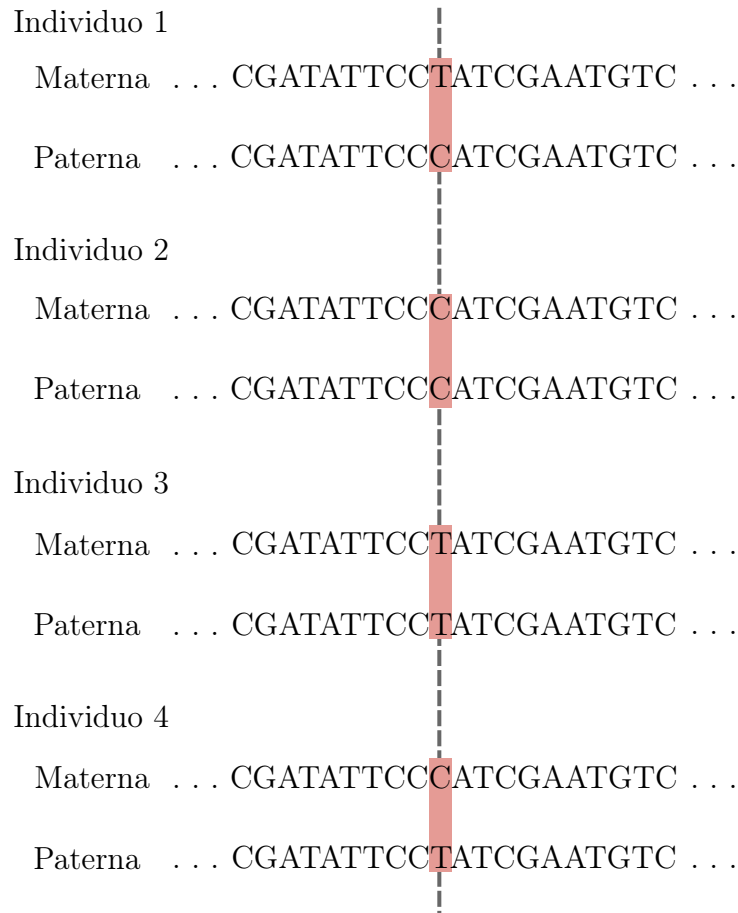 Individuo 1
Materna . . . CGATATTCCTATCGAATGTC . . .
Paterna . . . CGATATTCCCATCGAATGTC . . .
Individuo 2
Materna . . . CGATATTCCCATCGAATGTC . . .
Paterna . . . CGATATTCCCATCGAATGTC . . .
Individuo 3
Materna . . . CGATATTCCTATCGAATGTC . . .
Paterna . . . CGATATTCCTATCGAATGTC . . .
Individuo 4
Materna . . . CGATATTCCCATCGAATGTC . . .
Paterna . . . CGATATTCCTATCGAATGTC . . .